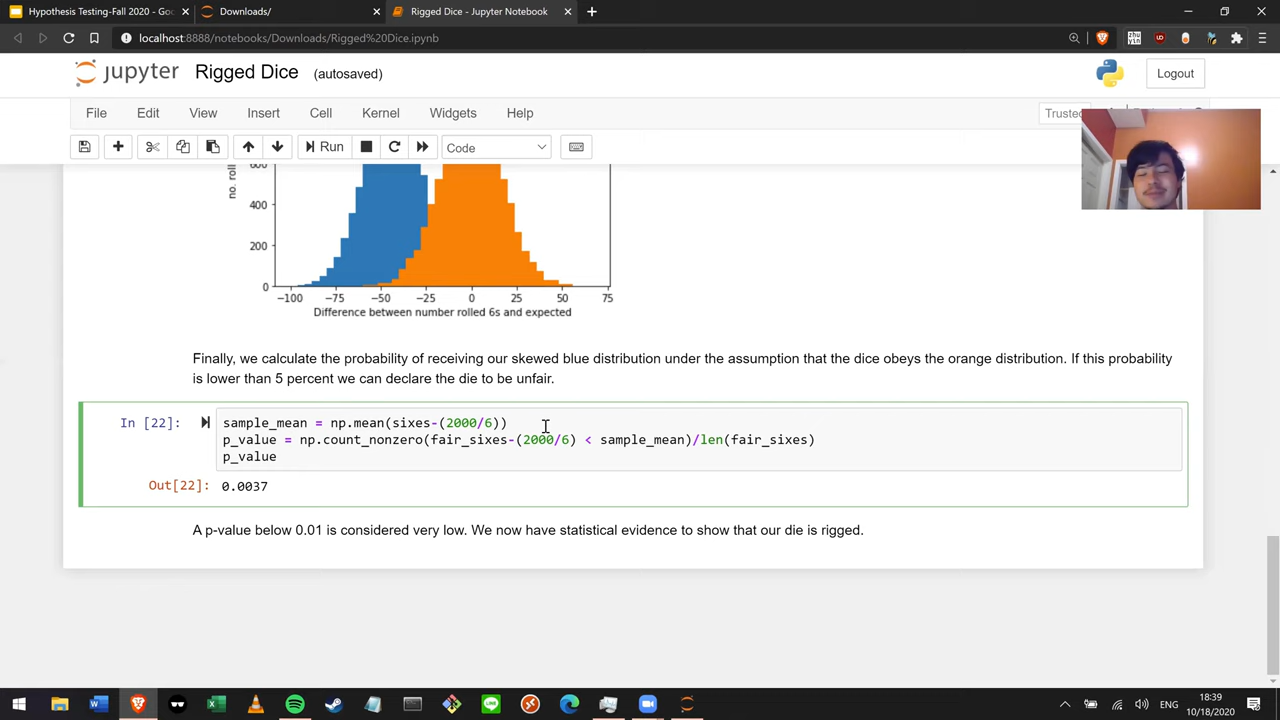 Hypothesis Testing-Fall 2020 - Goo
Downloads/
Rigged Dice - Jupyter Notebook
localhost:8888/notebooks/Downloads/Rigged%20Dice.ipynb
jupyter Rigged Dice (autosaved)
Logout
File Edit View Insert Cell Kernel Widgets Help
Trusted
Run
Code
no. roll
600
400
200
0
−100 −75 −50 −25 0 25 50 75
Difference between number rolled 6s and expected
Finally, we calculate the probability of receiving our skewed blue distribution under the assumption that the dice obeys the orange distribution. If this probability
is lower than 5 percent we can declare the die to be unfair.
In [22]:
sample_mean = np.mean(sixes-(2000/6))
p_value = np.count_nonzero(fair_sixes-(2000/6) < sample_mean)/len(fair_sixes)
p_value
Out[22]: 0.0037
A p-value below 0.01 is considered very low. We now have statistical evidence to show that our die is rigged.
ENG
18:39
10/18/2020